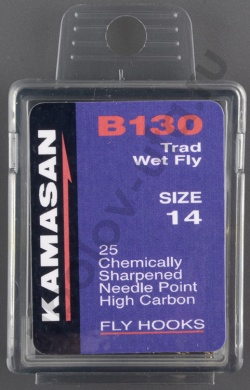 KAMASAN
B130
Trad
Wet Fly
SIZE
14
25
Chemically
Sharpened
Needle Point
High Carbon
FLY HOOKS